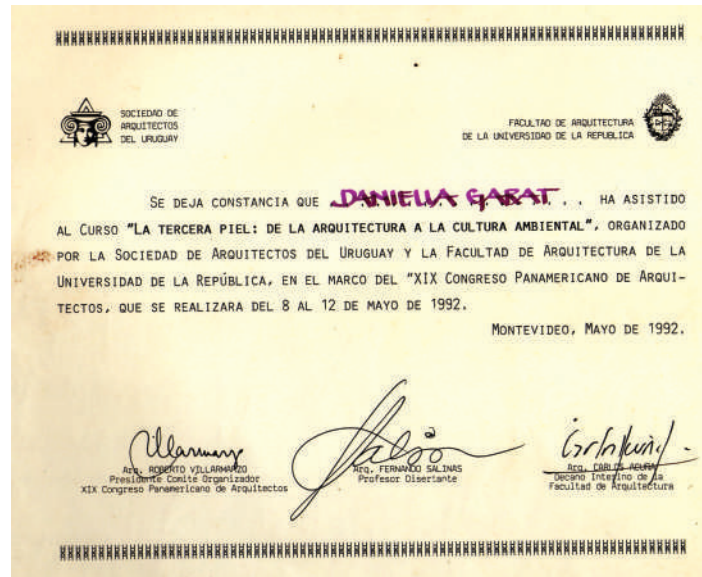 SOCIEDAD DE
ARQUITECTOS
DEL URUGUAY
FACULTAD DE ARQUITECTURA
DE LA UNIVERSIDAD DE LA REPUBLICA
SE DEJA CONSTANCIA QUE DANIELLA GARAT . . HA ASISTIDO
AL CURSO "LA TERCERA PIEL: DE LA ARQUITECTURA A LA CULTURA AMBIENTAL", ORGANIZADO
POR LA SOCIEDAD DE ARQUITECTOS DEL URUGUAY Y LA FACULTAD DE ARQUITECTURA DE LA
UNIVERSIDAD DE LA REPÚBLICA, EN EL MARCO DEL "XIX CONGRESO PANAMERICANO DE ARQUI-
TECTOS, QUE SE REALIZARA DEL 8 AL 12 DE MAYO DE 1992.
MONTEVIDEO, MAYO DE 1992.
Arq. ROBERTO VILLARMARZO
Presidente Comite Organizador
XIX Congreso Panamericano de Arquitectos
Arq. FERNANDO SALINAS
Profesor Disertante
Arq. CARLOS ACUÑA
Decano Interino de la
Facultad de Arquitectura